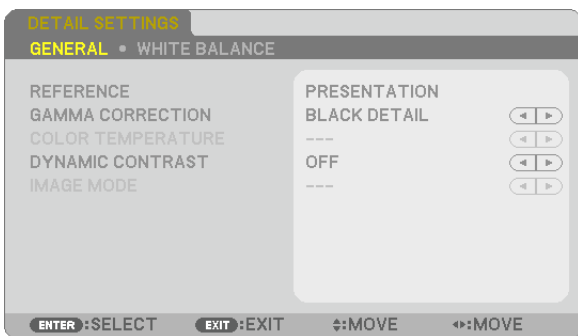 DETAIL SETTINGS
GENERAL • WHITE BALANCE
REFERENCE PRESENTATION
GAMMA CORRECTION BLACK DETAIL
COLOR TEMPERATURE ---
DYNAMIC CONTRAST OFF
IMAGE MODE ---
ENTER :SELECT EXIT :EXIT :MOVE :MOVE